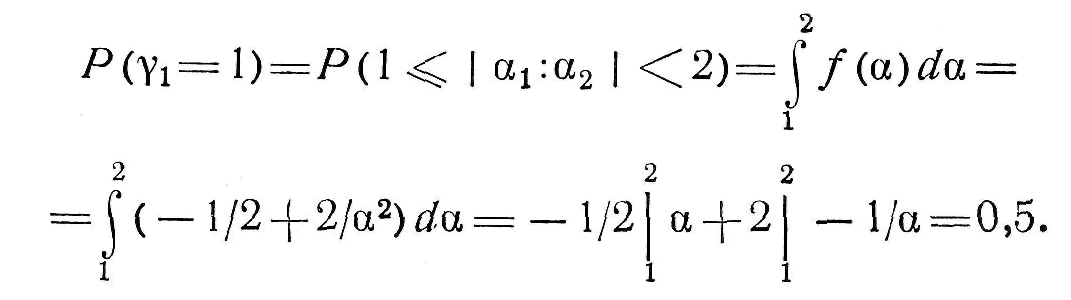 P(γ₁=1)=P(1⩽|α₁:α₂|<2)=∫₁² f(α)dα=
=∫₁² (−1/2+2/α²)dα=−1/2|₁² α+2|₁² −1/α=0,5.